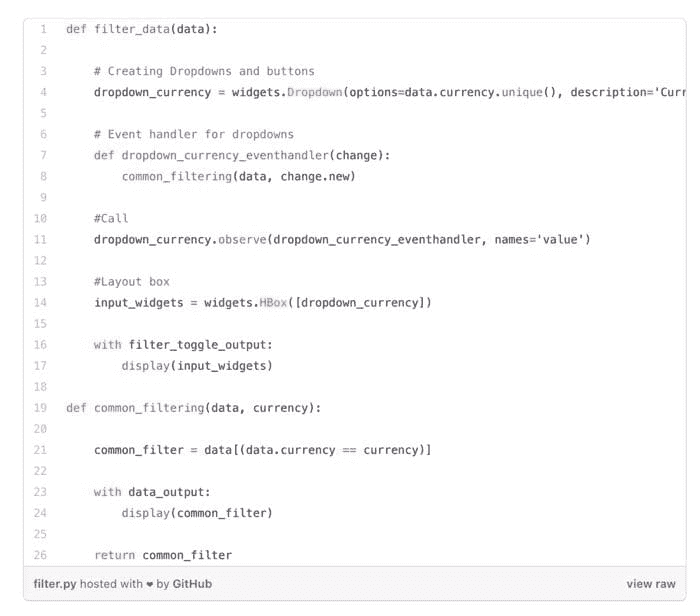 1 def filter_data(data):
2
3 # Creating Dropdowns and buttons
4 dropdown_currency = widgets.Dropdown(options=data.currency.unique(), description='Curr
5
6 # Event handler for dropdowns
7 def dropdown_currency_eventhandler(change):
8 common_filtering(data, change.new)
9
10 #Call
11 dropdown_currency.observe(dropdown_currency_eventhandler, names='value')
12
13 #Layout box
14 input_widgets = widgets.HBox([dropdown_currency])
15
16 with filter_toggle_output:
17 display(input_widgets)
18
19 def common_filtering(data, currency):
20
21 common_filter = data[(data.currency == currency)]
22
23 with data_output:
24 display(common_filter)
25
26 return common_filter
filter.py hosted with ❤ by GitHub view raw